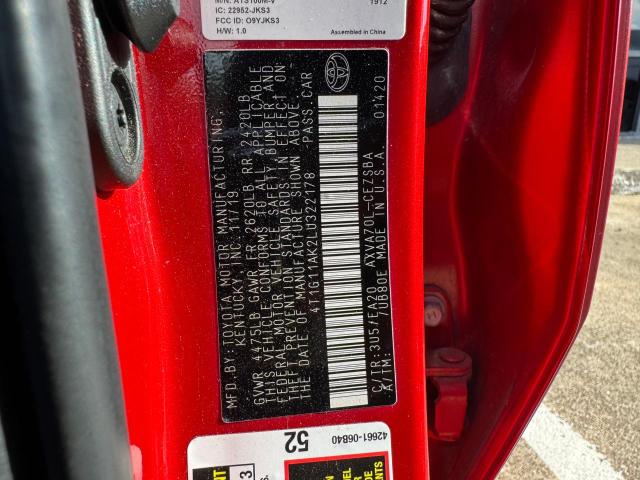 M/N: ATS100M-V
IC: 22952-JKS3
FCC ID: O9YJKS3
H/W: 1.0
1912
Assembled in China
MFD. BY: TOYOTA MOTOR MANUFACTURING,
KENTUCKY, INC. 11/19
GVWR 4475LB GAWR FR 2620LB RR 2420LB
THIS VEHICLE CONFORMS TO ALL APPLICABLE
FEDERAL MOTOR VEHICLE SAFETY, BUMPER AND
THEFT PREVENTION STANDARDS IN EFFECT ON
THE DATE OF MANUFACTURE SHOWN ABOVE.
4T1G11AK2LU322178 PASS. CAR
C/TR: 3U5/EA20 AXVA70L-CEZSBA
A/TM: 70B80E MADE IN U.S.A. 01420
52
42661-06B40